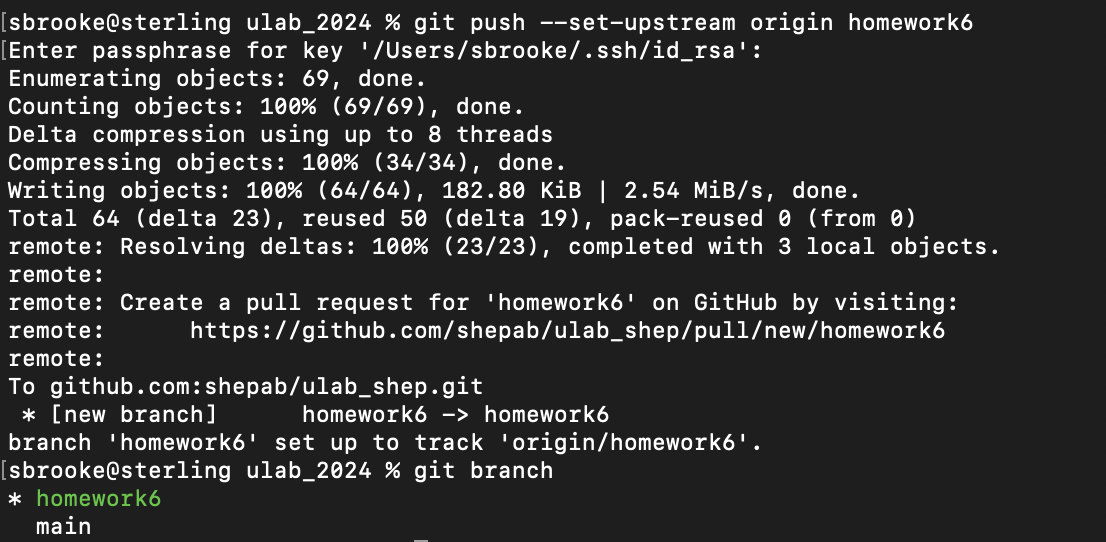 [sbrooke@sterling ulab_2024 % git push --set-upstream origin homework6
[Enter passphrase for key '/Users/sbrooke/.ssh/id_rsa':
Enumerating objects: 69, done.
Counting objects: 100% (69/69), done.
Delta compression using up to 8 threads
Compressing objects: 100% (34/34), done.
Writing objects: 100% (64/64), 182.80 KiB | 2.54 MiB/s, done.
Total 64 (delta 23), reused 50 (delta 19), pack-reused 0 (from 0)
remote: Resolving deltas: 100% (23/23), completed with 3 local objects.
remote:
remote: Create a pull request for 'homework6' on GitHub by visiting:
remote:      https://github.com/shepab/ulab_shep/pull/new/homework6
remote:
To github.com:shepab/ulab_shep.git
 * [new branch]      homework6 -> homework6
branch 'homework6' set up to track 'origin/homework6'.
[sbrooke@sterling ulab_2024 % git branch
* homework6
  main